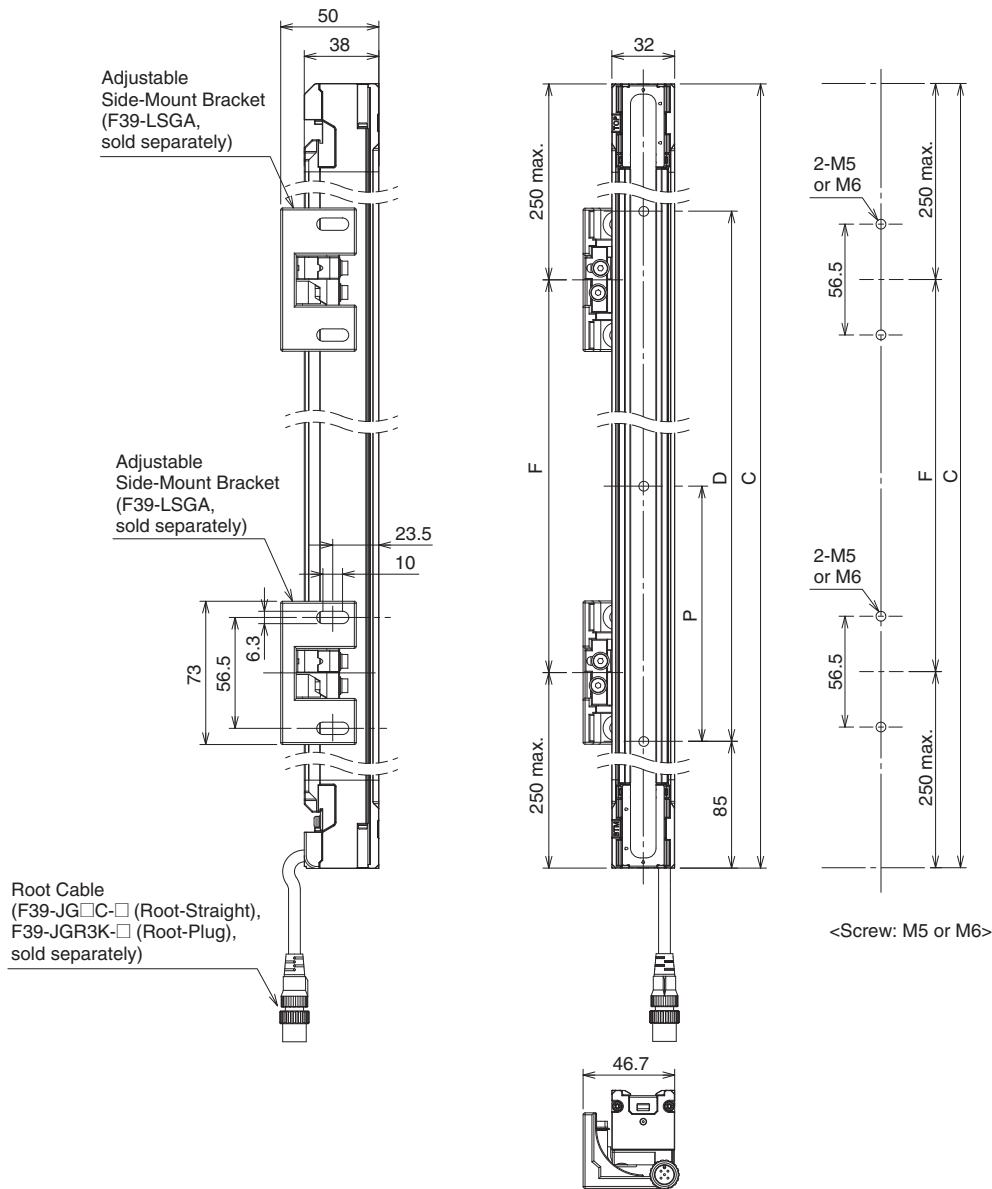 50
38
32
Adjustable
Side-Mount Bracket
(F39-LSGA,
sold separately)
TOP
250 max.
250 max.
2-M5
or M6
56.5
F
D
C
F
C
Adjustable
Side-Mount Bracket
(F39-LSGA,
sold separately)
23.5
10
6.3
73
56.5
P
2-M5
or M6
56.5
250 max.
85
250 max.
BTM
Root Cable
(F39-JG□C-□ (Root-Straight),
F39-JGR3K-□ (Root-Plug),
sold separately)
<Screw: M5 or M6>
46.7